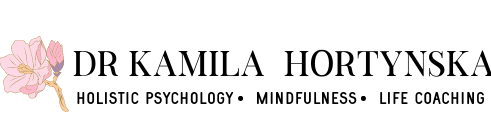 DR KAMILA HORTYNSKA
HOLISTIC PSYCHOLOGY • MINDFULNESS • LIFE COACHING